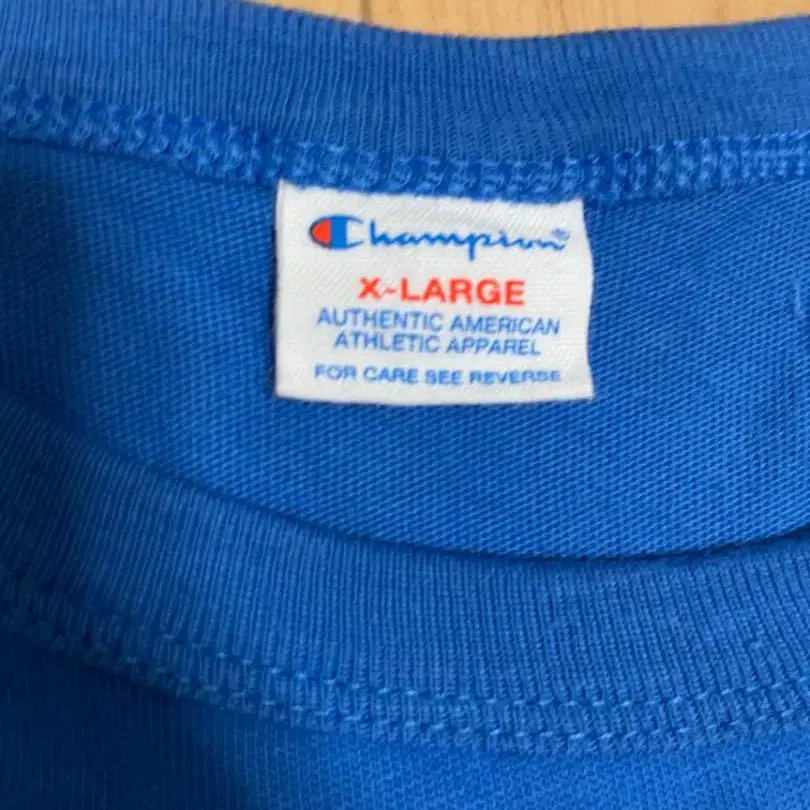 Champion
X-LARGE
AUTHENTIC AMERICAN
ATHLETIC APPAREL
FOR CARE SEE REVERSE